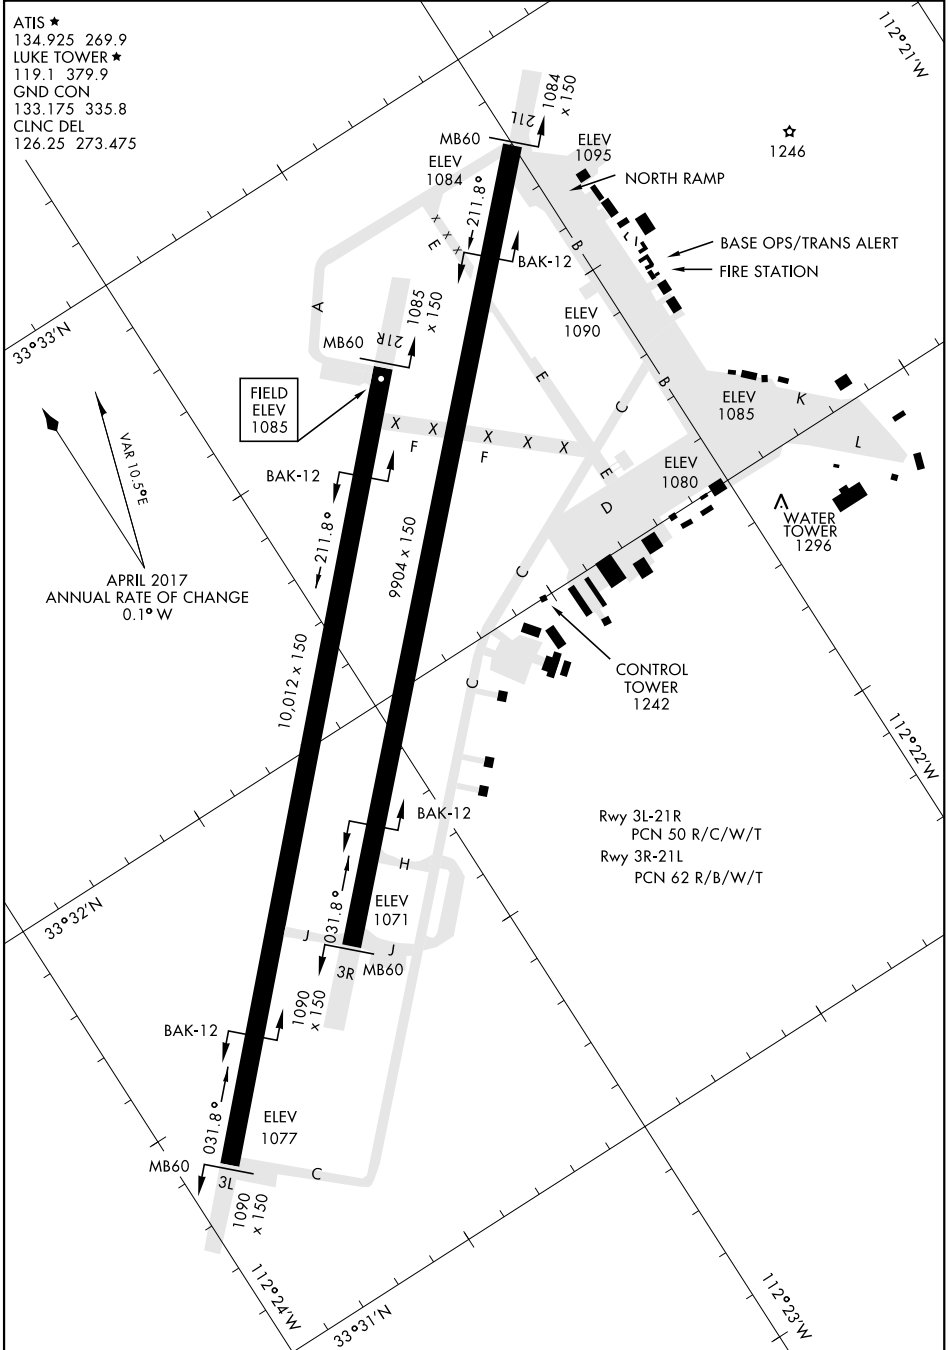 ATIS ★
134.925 269.9
LUKE TOWER ★
119.1 379.9
GND CON
133.175 335.8
CLNC DEL
126.25 273.475
112°21'W
1084
x 150
21L
MB60
ELEV
1084
ELEV
1095
1246
NORTH RAMP
211.8°
X X X X
E
B
BASE OPS/TRANS ALERT
FIRE STATION
BAK-12
A
ELEV
1090
1085
x 150
33°33'N
MB60
21R
FIELD
ELEV
1085
E
C
B
ELEV
1085
K
L
X X X X X
F
F
VAR 10.5°E
BAK-12
E
ELEV
1080
D
WATER
TOWER
1296
211.8°
9904 x 150
C
APRIL 2017
ANNUAL RATE OF CHANGE
0.1° W
10,012 x 150
C
CONTROL
TOWER
1242
112°22'W
BAK-12
Rwy 3L-21R
PCN 50 R/C/W/T
Rwy 3R-21L
PCN 62 R/B/W/T
H
031.8°
ELEV
1071
33°32'N
J
J
3R
MB60
1090
x 150
BAK-12
031.8°
ELEV
1077
MB60
3L
C
1090
x 150
112°24'W
33°31'N
112°23'W